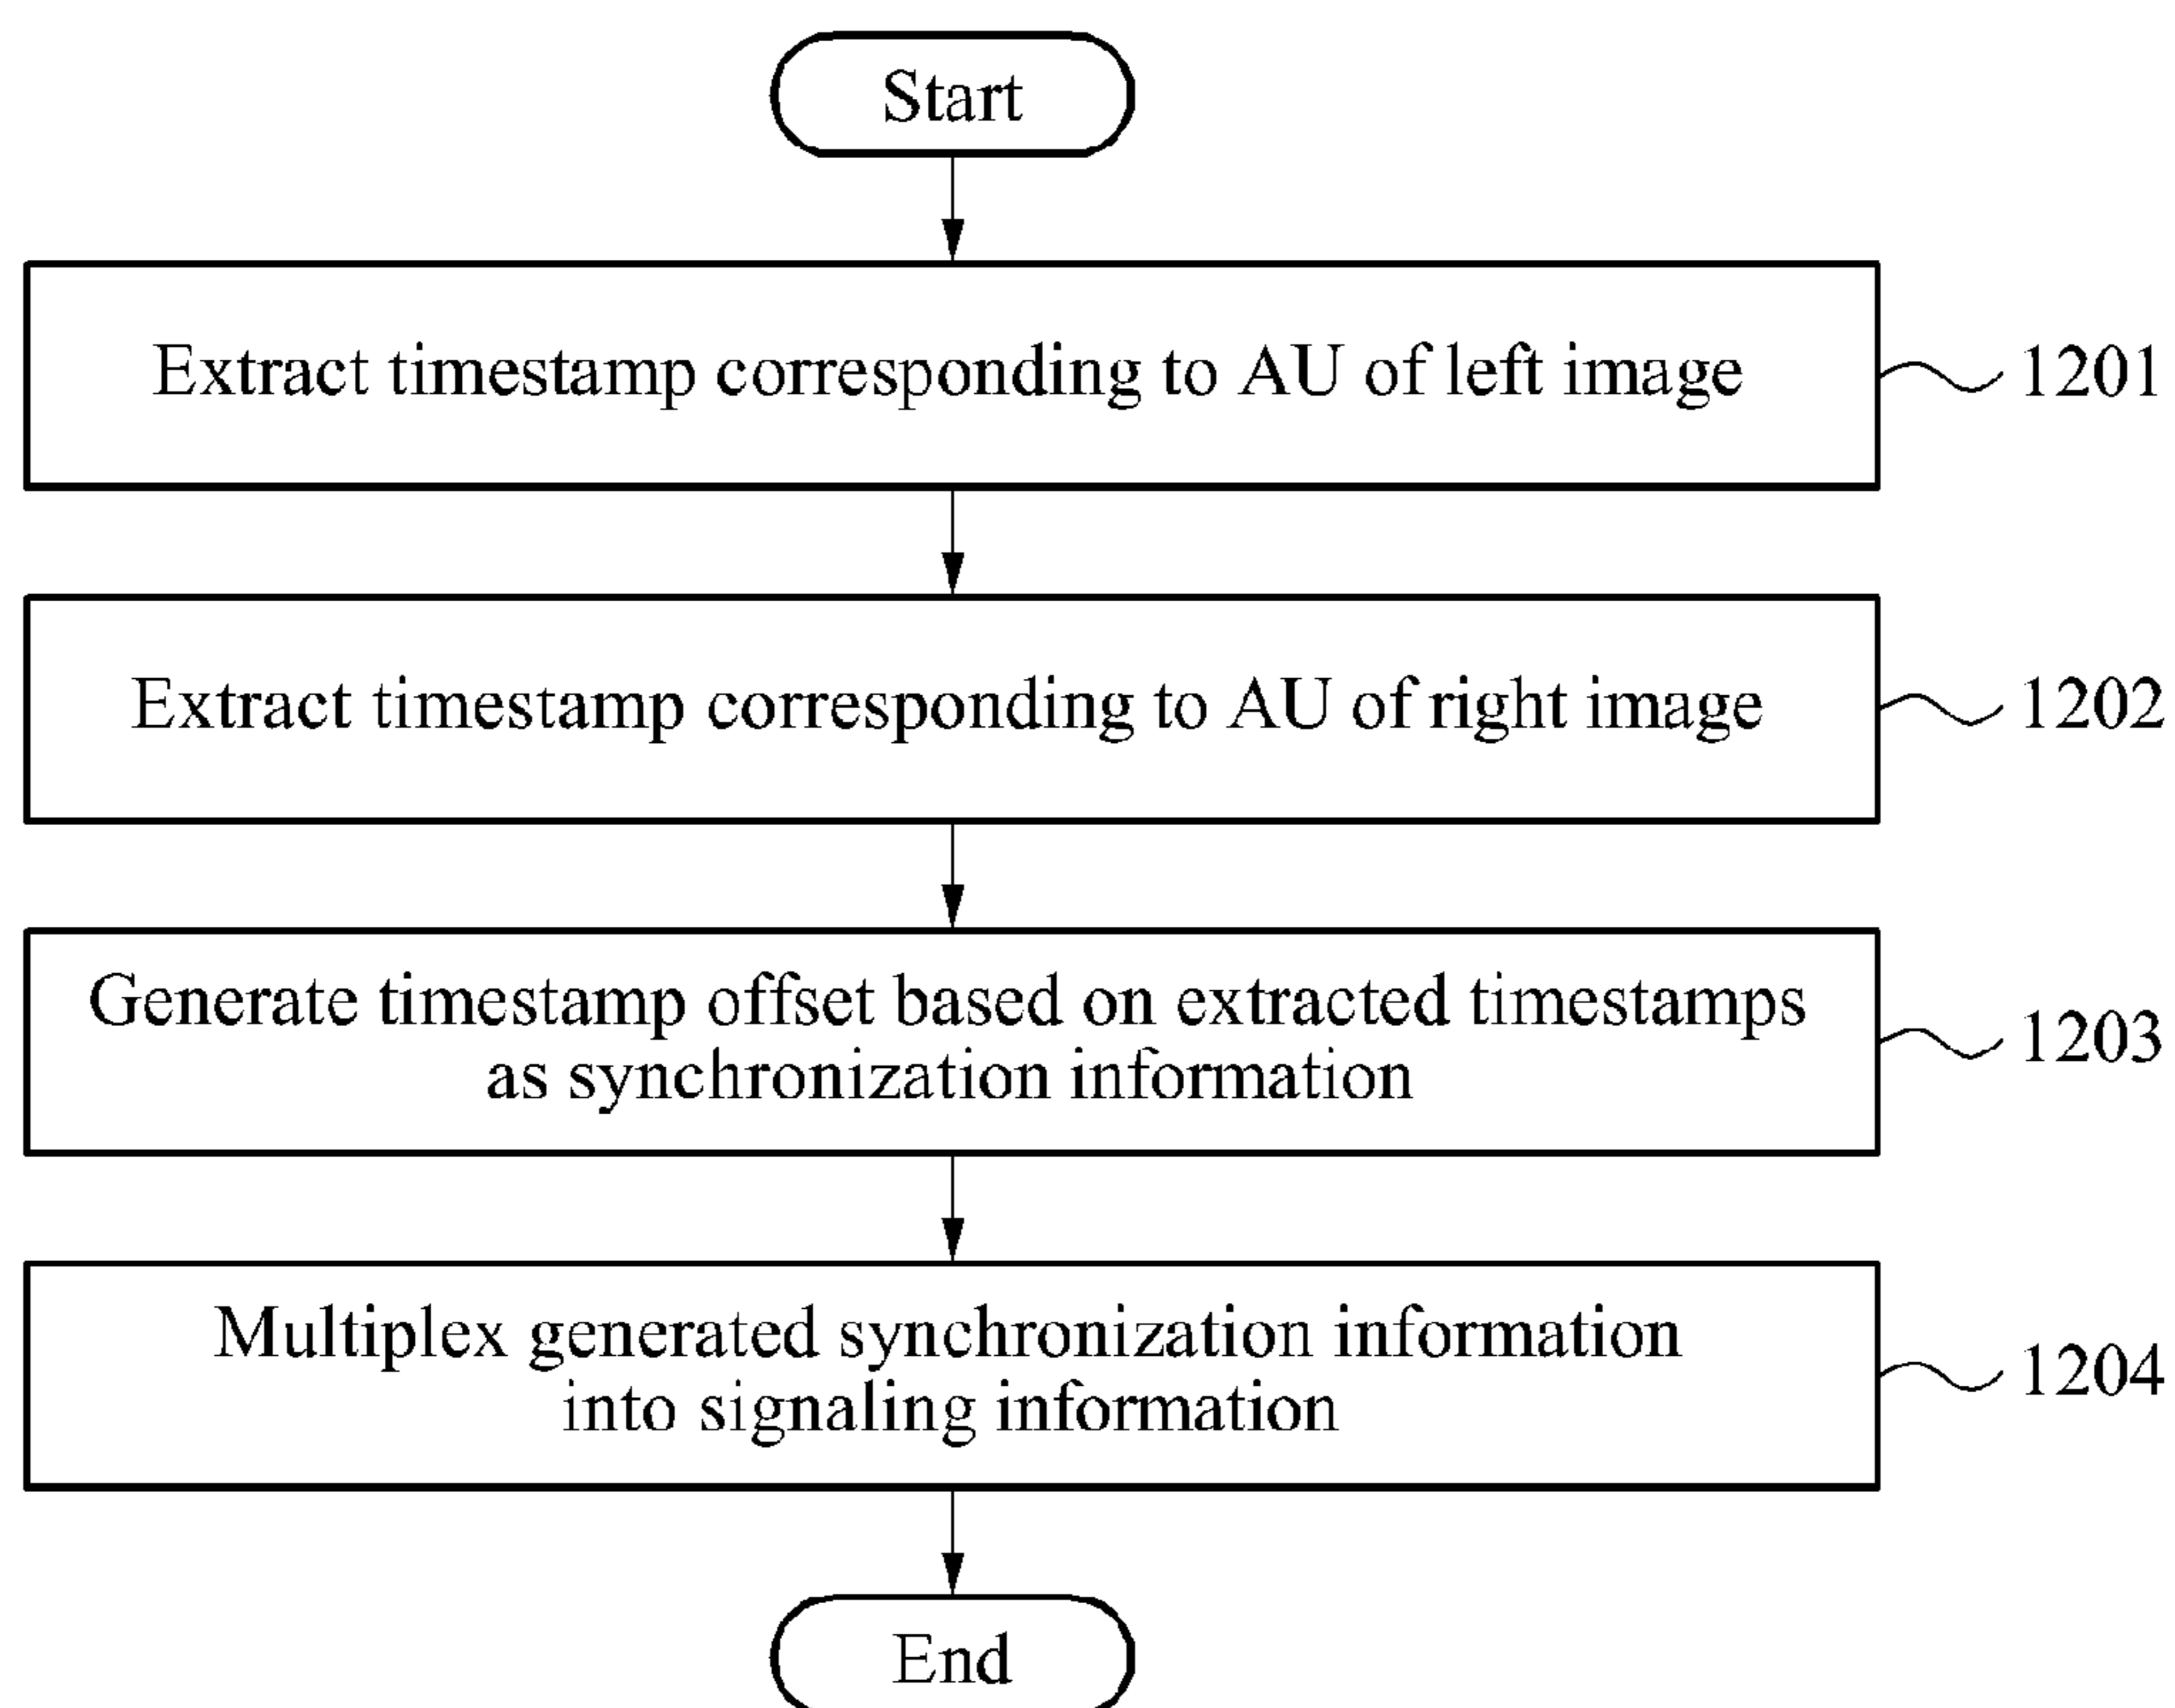 Start
Extract timestamp corresponding to AU of left image
1201
Extract timestamp corresponding to AU of right image
1202
Generate timestamp offset based on extracted timestamps
as synchronization information
1203
Multiplex generated synchronization information
into signaling information
1204
End